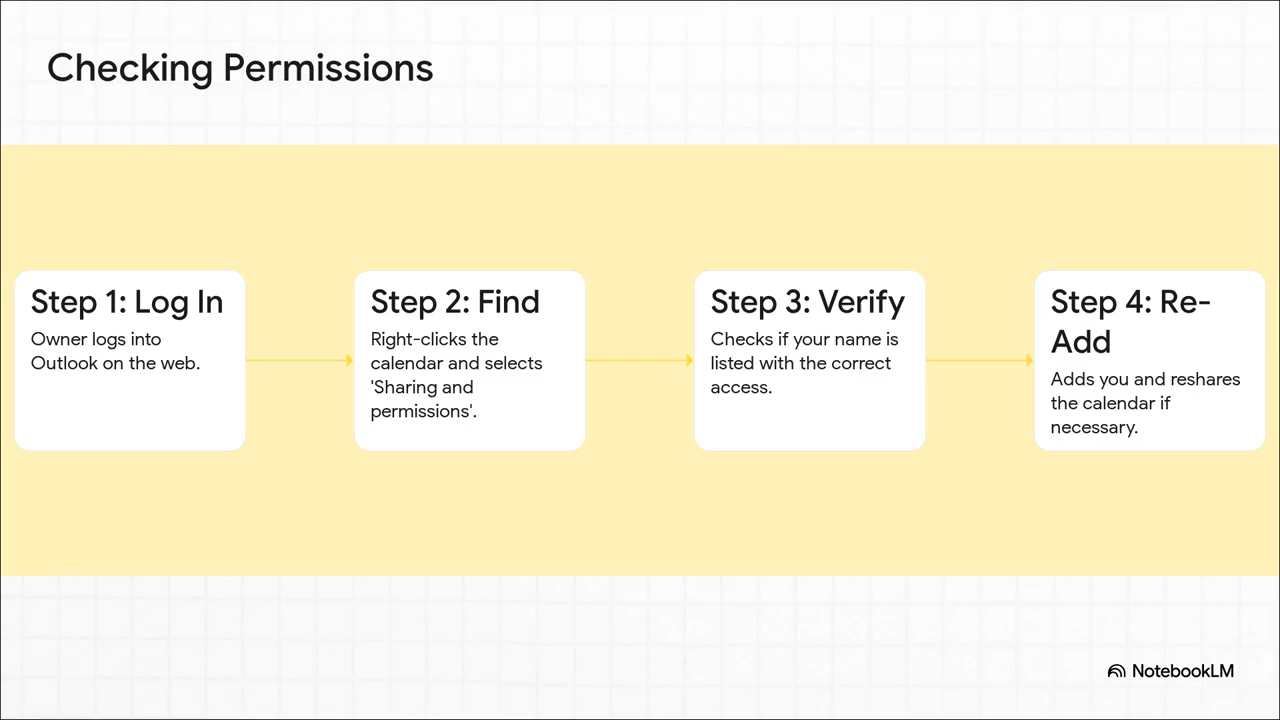 Checking Permissions
Step 1: Log In
Owner logs into
Outlook on the web.
Step 2: Find
Right-clicks the
calendar and selects
'Sharing and
permissions'.
Step 3: Verify
Checks if your name is
listed with the correct
access.
Step 4: Re-
Add
Adds you and reshares
the calendar if
necessary.
NotebookLM